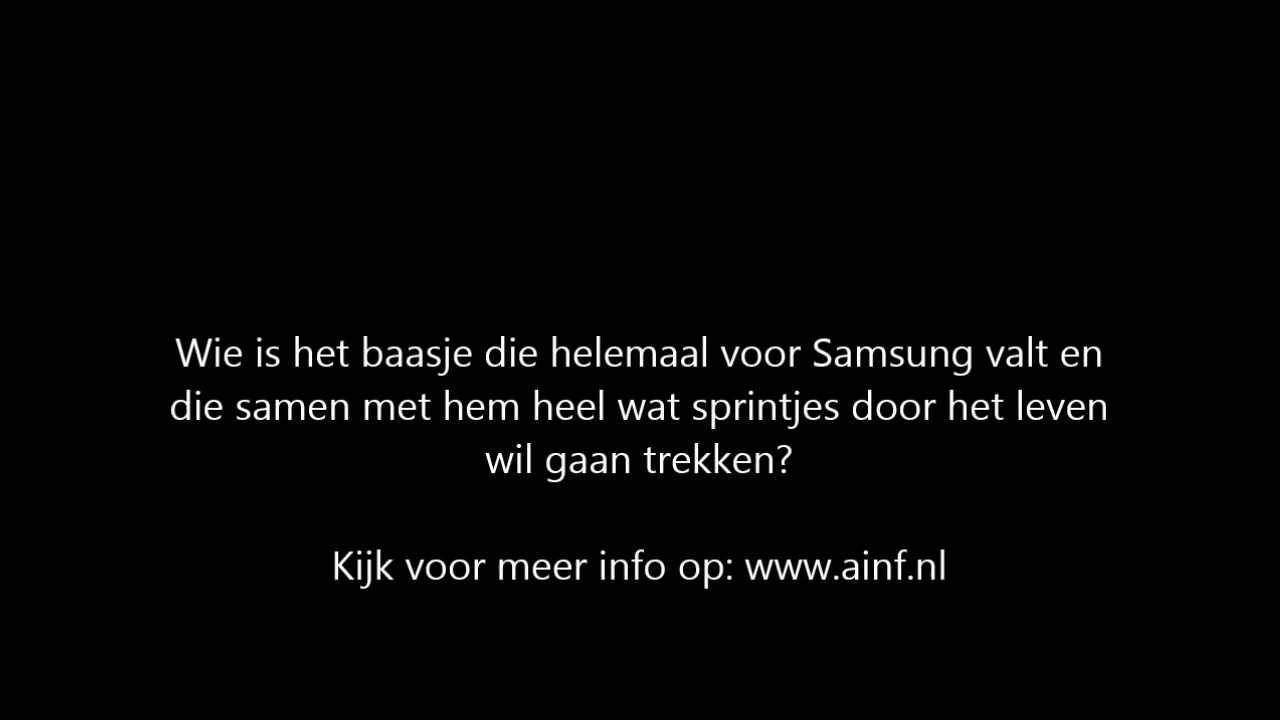 Wie is het baasje die helemaal voor Samsung valt en
die samen met hem heel wat sprintjes door het leven
wil gaan trekken?
Kijk voor meer info op: www.ainf.nl